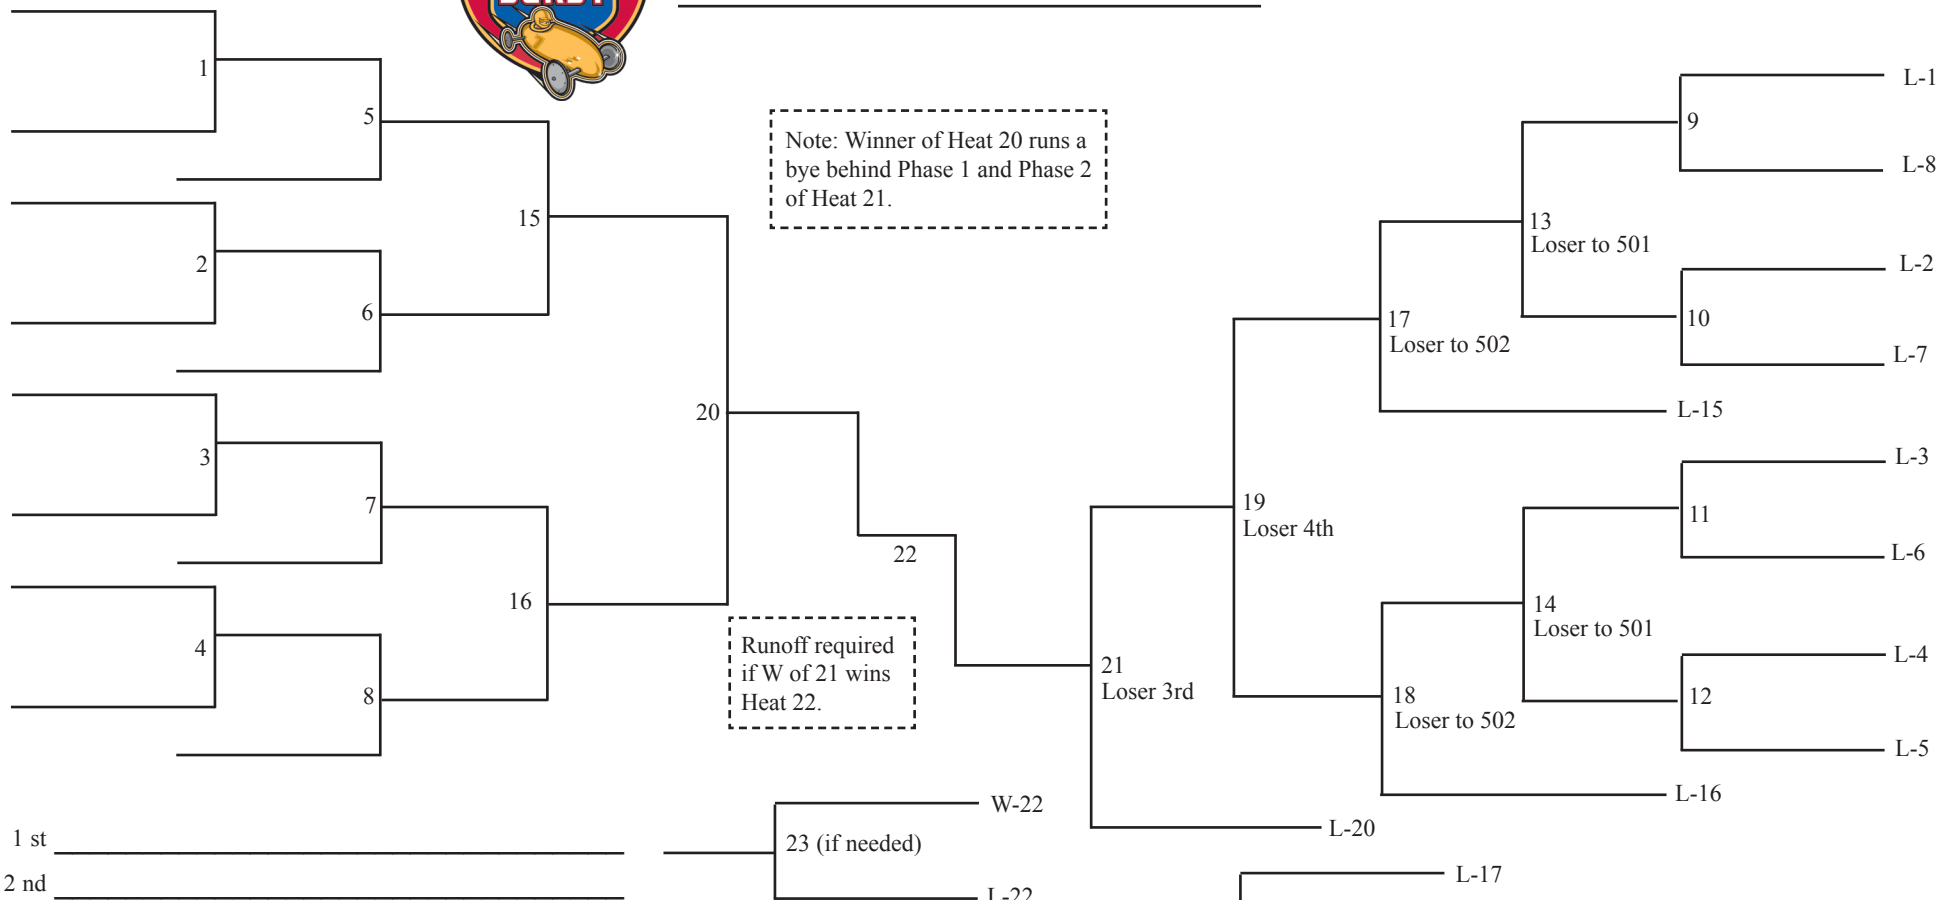 1
5
2
15
6
3
20
7
4
16
8
22
Note: Winner of Heat 20 runs a
bye behind Phase 1 and Phase 2
of Heat 21.
Runoff required
if W of 21 wins
Heat 22.
L-1
9
L-8
13
Loser to 501
L-2
10
L-7
17
Loser to 502
L-15
L-3
11
L-6
19
Loser 4th
14
Loser to 501
L-4
12
L-5
18
Loser to 502
L-16
21
Loser 3rd
L-20
W-22
23 (if needed)
L-22
L-17
1 st
2 nd